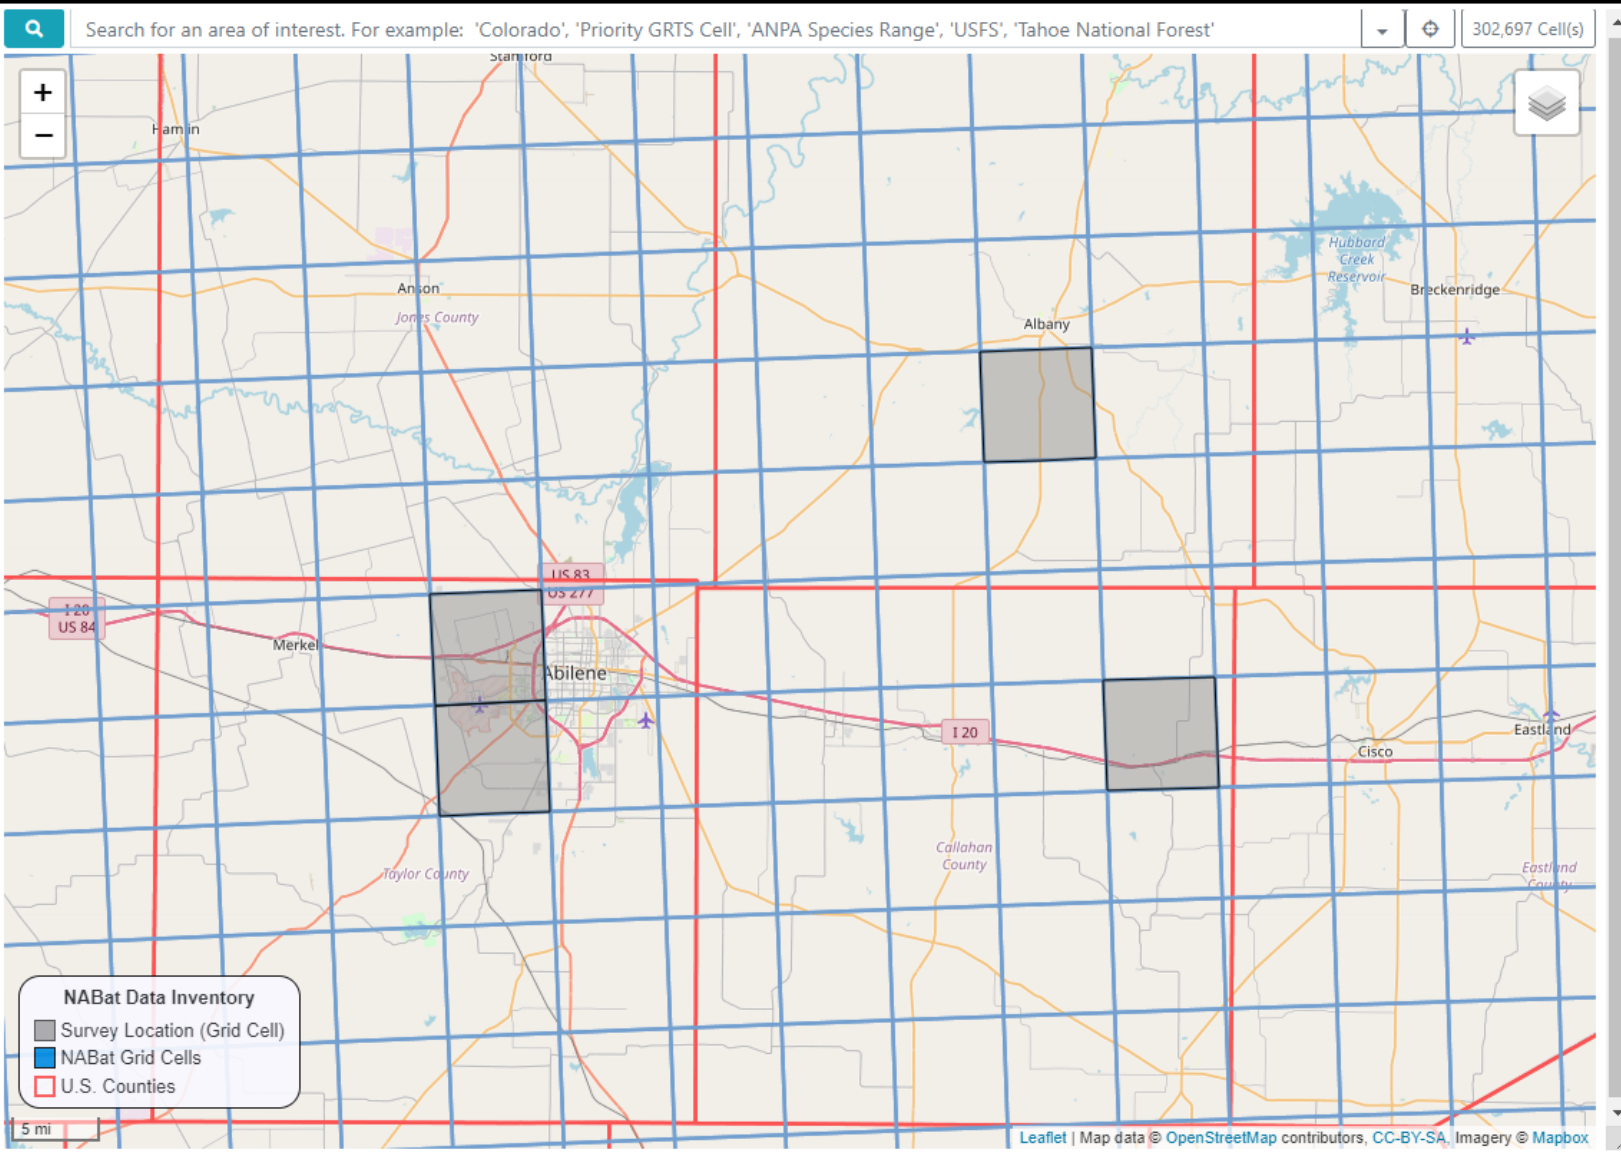 Search for an area of interest. For example: 'Colorado', 'Priority GRTS Cell', 'ANPA Species Range', 'USFS', 'Tahoe National Forest'
302,697 Cell(s)
+
−
Stamford
Hamlin
Anson
Jones County
Hubbard
Creek
Reservoir
Breckenridge
Albany
US 83
US 277
I 20
US 84
Merkel
Abilene
I 20
Cisco
Eastland
Callahan
County
Taylor County
Eastland
County
NABat Data Inventory
Survey Location (Grid Cell)
NABat Grid Cells
U.S. Counties
5 mi
Leaflet | Map data © OpenStreetMap contributors, CC-BY-SA, Imagery © Mapbox